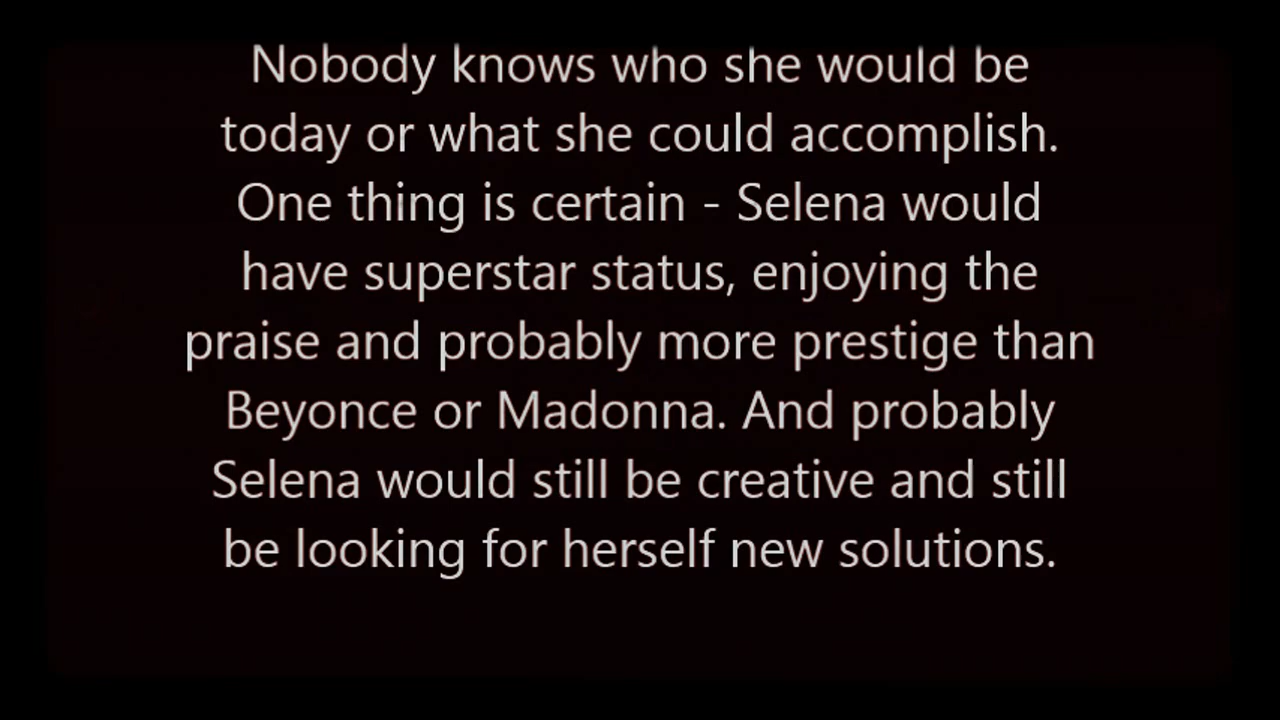 Nobody knows who she would be
today or what she could accomplish.
One thing is certain - Selena would
have superstar status, enjoying the
praise and probably more prestige than
Beyonce or Madonna. And probably
Selena would still be creative and still
be looking for herself new solutions.